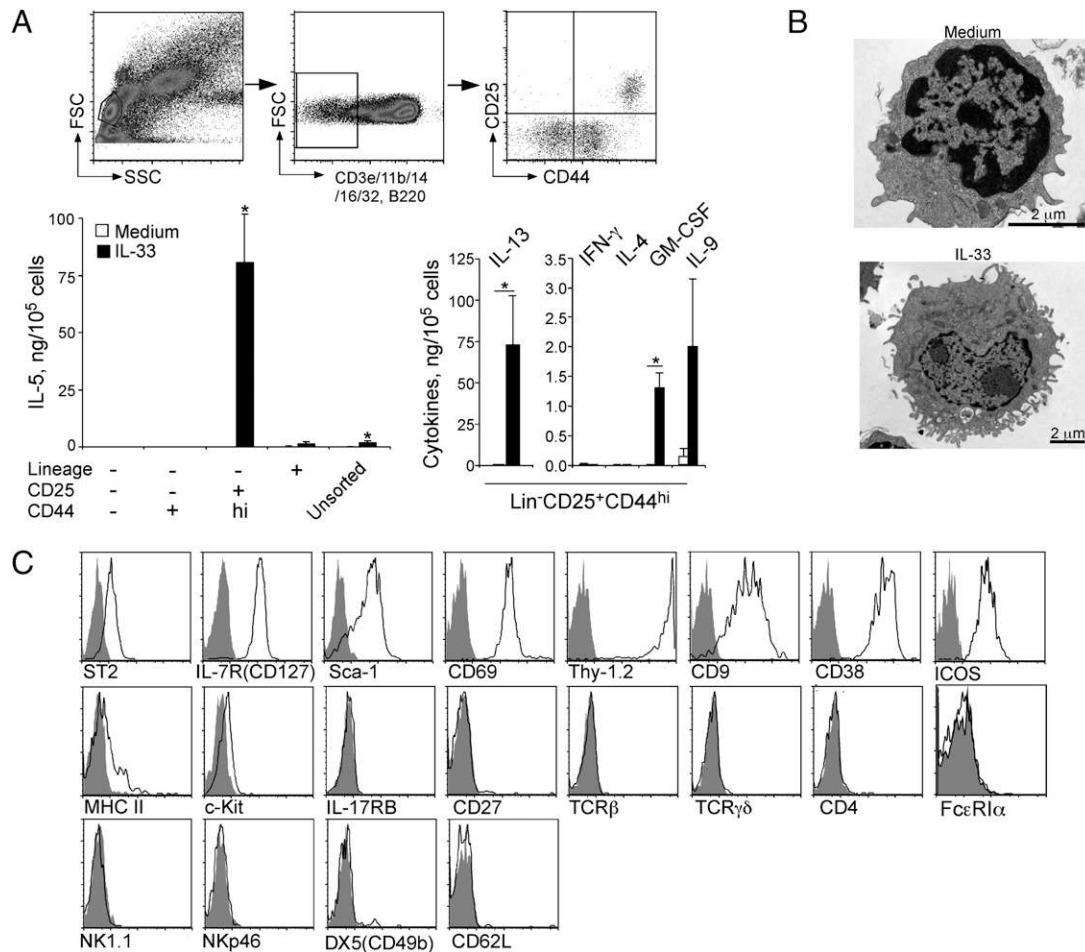 A
FSC
SSC
FSC
CD3e/11b/14
/16/32, B220
CD25
CD44
B
Medium
2 μm
IL-33
2 μm
IL-5, ng/10⁵ cells
100
75
50
25
0
Medium
IL-33
*
*
Lineage - - - +
CD25 - - +
CD44 - + hi
Unsorted
Cytokines, ng/10⁵ cells
125
100
75
50
25
0
IL-13
*
3.5
3.0
2.5
2.0
1.5
1.0
0.5
0.0
IFN-γ
IL-4
GM-CSF
IL-9
*
Lin⁻CD25⁺CD44ʰⁱ
C
ST2 IL-7R(CD127) Sca-1 CD69 Thy-1.2 CD9 CD38 ICOS
MHC II c-Kit IL-17RB CD27 TCRβ TCRγδ CD4 FcεRIα
NK1.1 NKp46 DX5(CD49b) CD62L